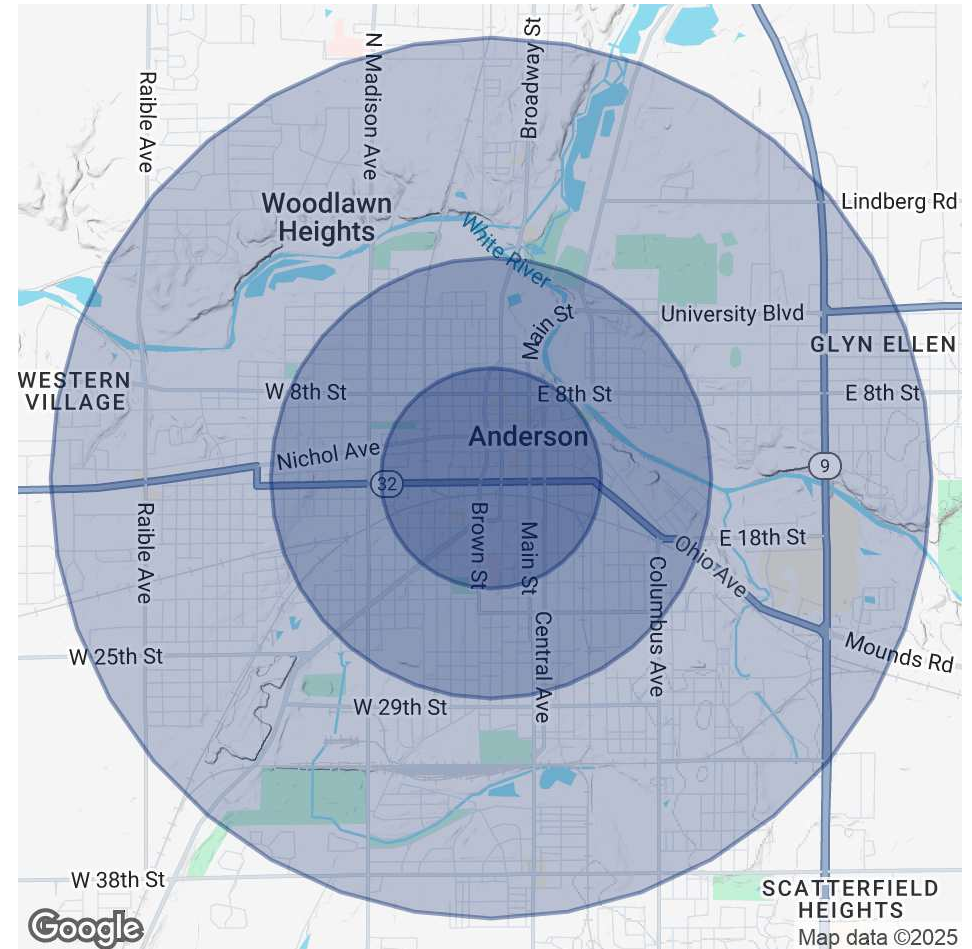 N Madison Ave
Broadway St
Raible Ave
Woodlawn
Heights
Lindberg Rd
White River
Main St
University Blvd
GLYN ELLEN
WESTERN
VILLAGE
W 8th St
E 8th St
E 8th St
Anderson
Nichol Ave
32
9
Raible Ave
Brown St
Main St
E 18th St
Ohio Ave
Columbus Ave
Central Ave
W 25th St
Mounds Rd
W 29th St
W 38th St
SCATTERFIELD
HEIGHTS
Google
Map data ©2025